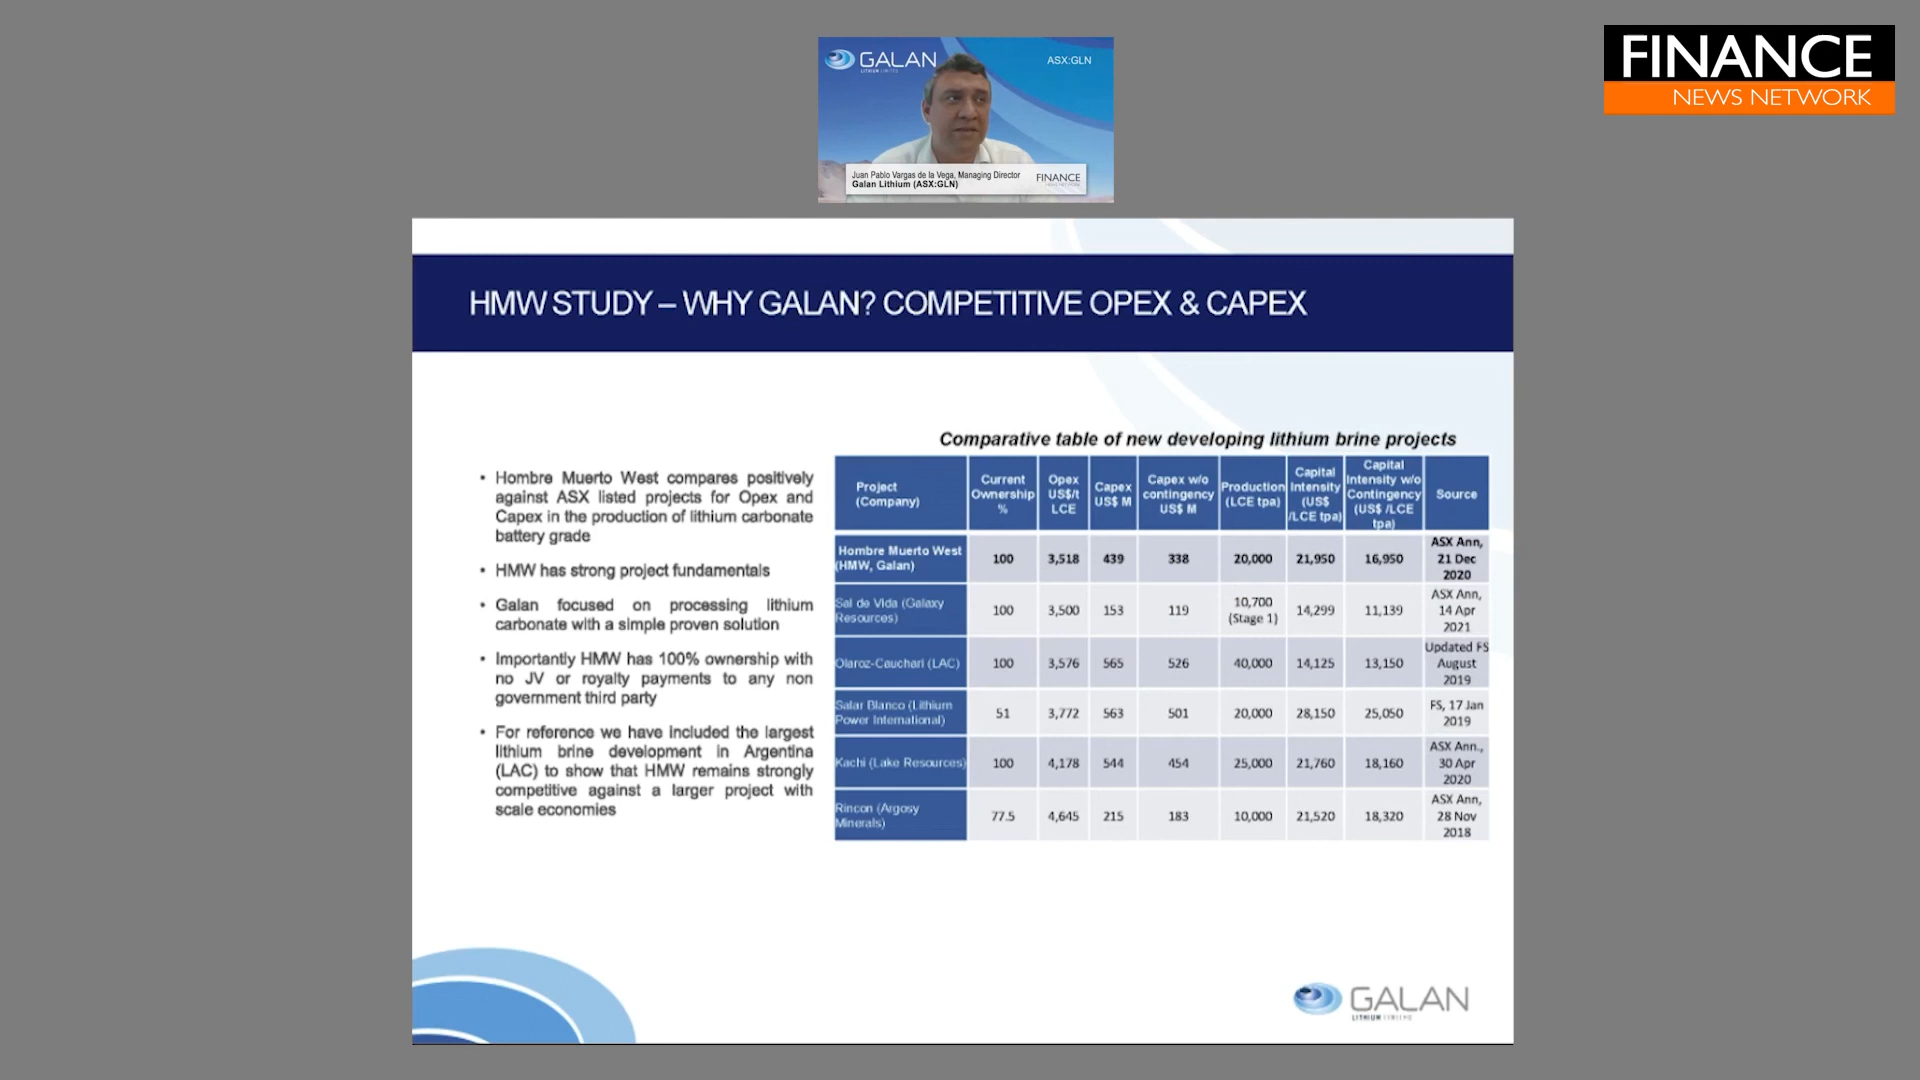 FINANCE
NEWS NETWORK
GALAN
LITHIUM LIMITED
ASX:GLN
Juan Pablo Vargas de la Vega, Managing Director
Galan Lithium (ASX:GLN)
FINANCE
HMW STUDY – WHY GALAN? COMPETITIVE OPEX & CAPEX
• Hombre Muerto West compares positively
against ASX listed projects for Opex and
Capex in the production of lithium carbonate
battery grade
• HMW has strong project fundamentals
• Galan focused on processing lithium
carbonate with a simple proven solution
• Importantly HMW has 100% ownership with
no JV or royalty payments to any non
government third party
• For reference we have included the largest
lithium brine development in Argentina
(LAC) to show that HMW remains strongly
competitive against a larger project with
scale economies
Comparative table of new developing lithium brine projects
Project
(Company)
Current
Ownership
%
Opex
US$/t
LCE
Capex
US$ M
Capex w/o
contingency
US$ M
Production
(LCE tpa)
Capital
Intensity
(US$
/LCE tpa)
Capital
Intensity w/o
Contingency
(US$ /LCE
tpa)
Source
Hombre Muerto West
(HMW, Galan)
100
3,518
439
338
20,000
21,950
16,950
ASX Ann,
21 Dec
2020
Sal de Vida (Galaxy
Resources)
100
3,500
153
119
10,700
(Stage 1)
14,299
11,139
ASX Ann,
14 Apr
2021
Olaroz-Cauchari (LAC)
100
3,576
565
526
40,000
14,125
13,150
Updated FS
August
2019
Salar Blanco (Lithium
Power International)
51
3,772
563
501
20,000
28,150
25,050
FS, 17 Jan
2019
Kachi (Lake Resources)
100
4,178
544
454
25,000
21,760
18,160
ASX Ann.,
30 Apr
2020
Rincon (Argosy
Minerals)
77.5
4,645
215
183
10,000
21,520
18,320
ASX Ann,
28 Nov
2018
GALAN
LITHIUM LIMITED